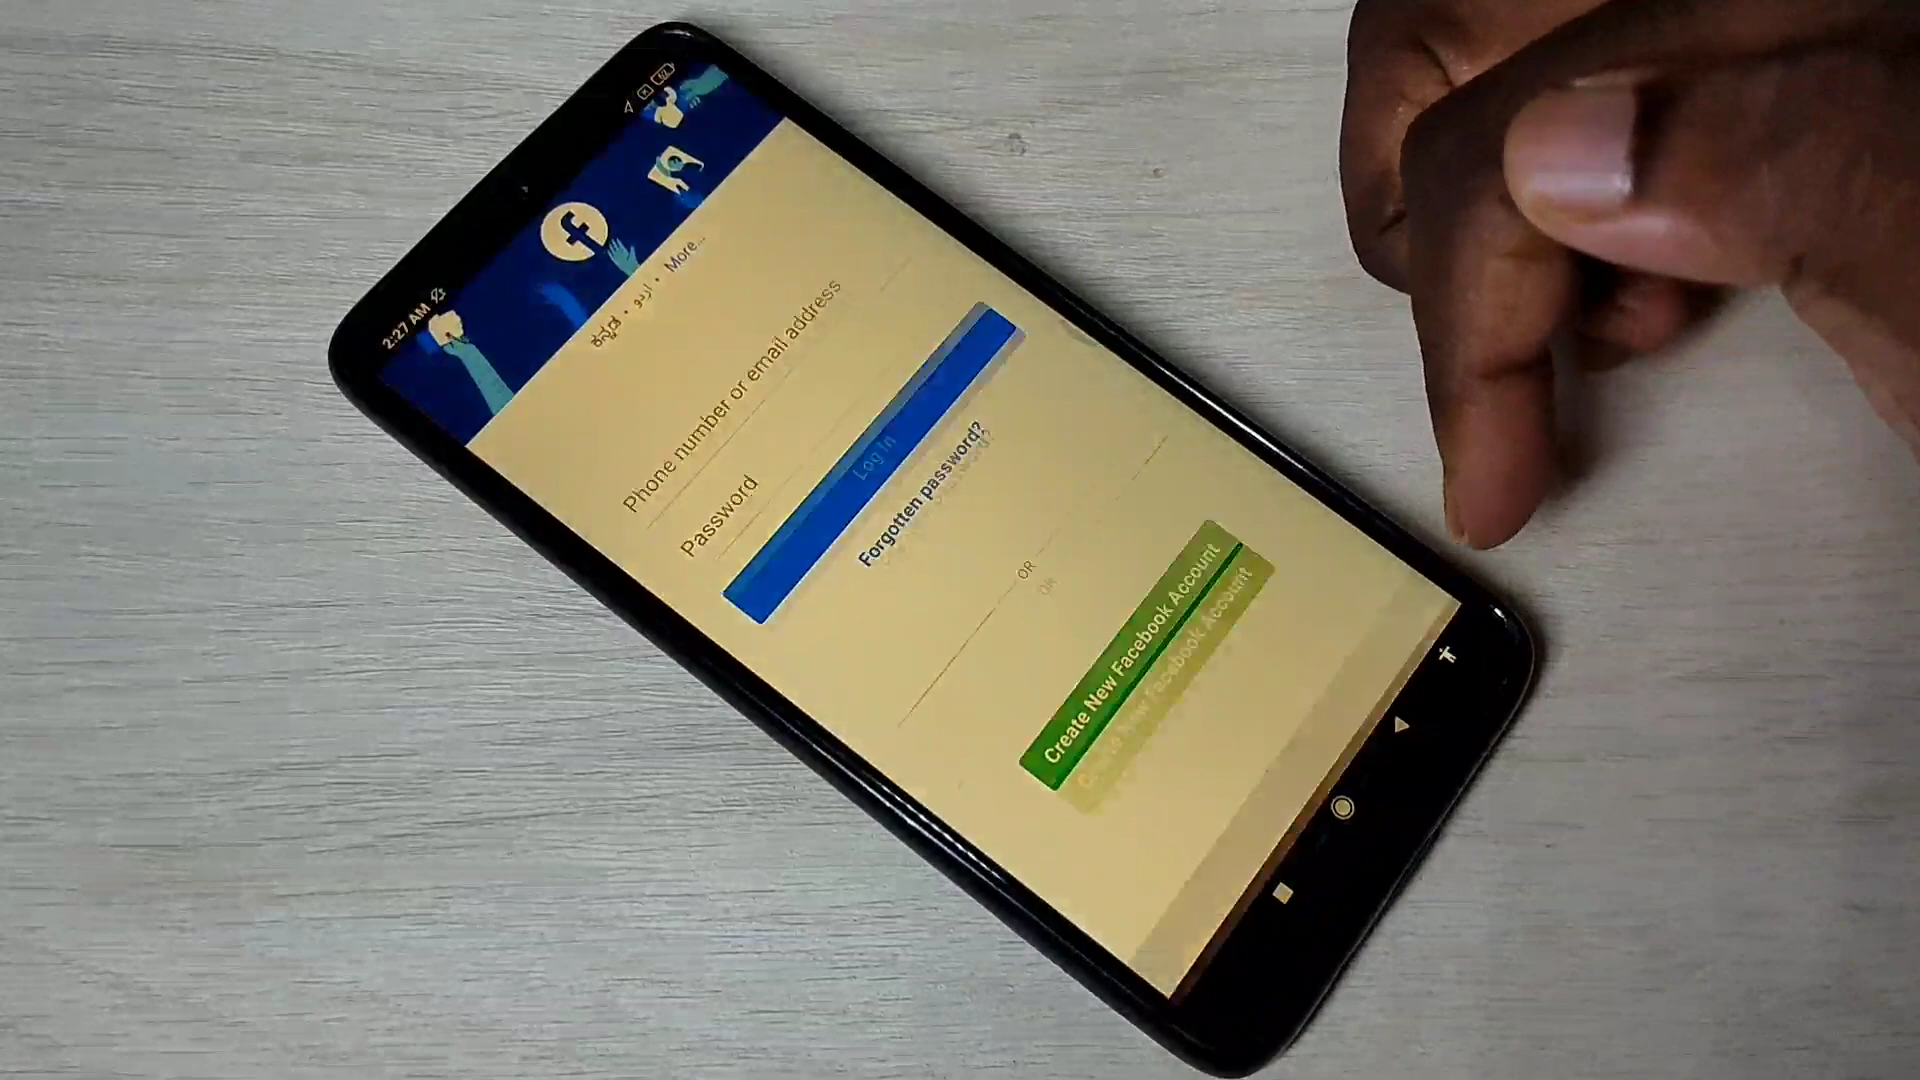 2:27 AM
ಕನ್ನಡ • اردو • More...
Phone number or email address
Password
Log In
Forgotten password?
OR
Create New Facebook Account